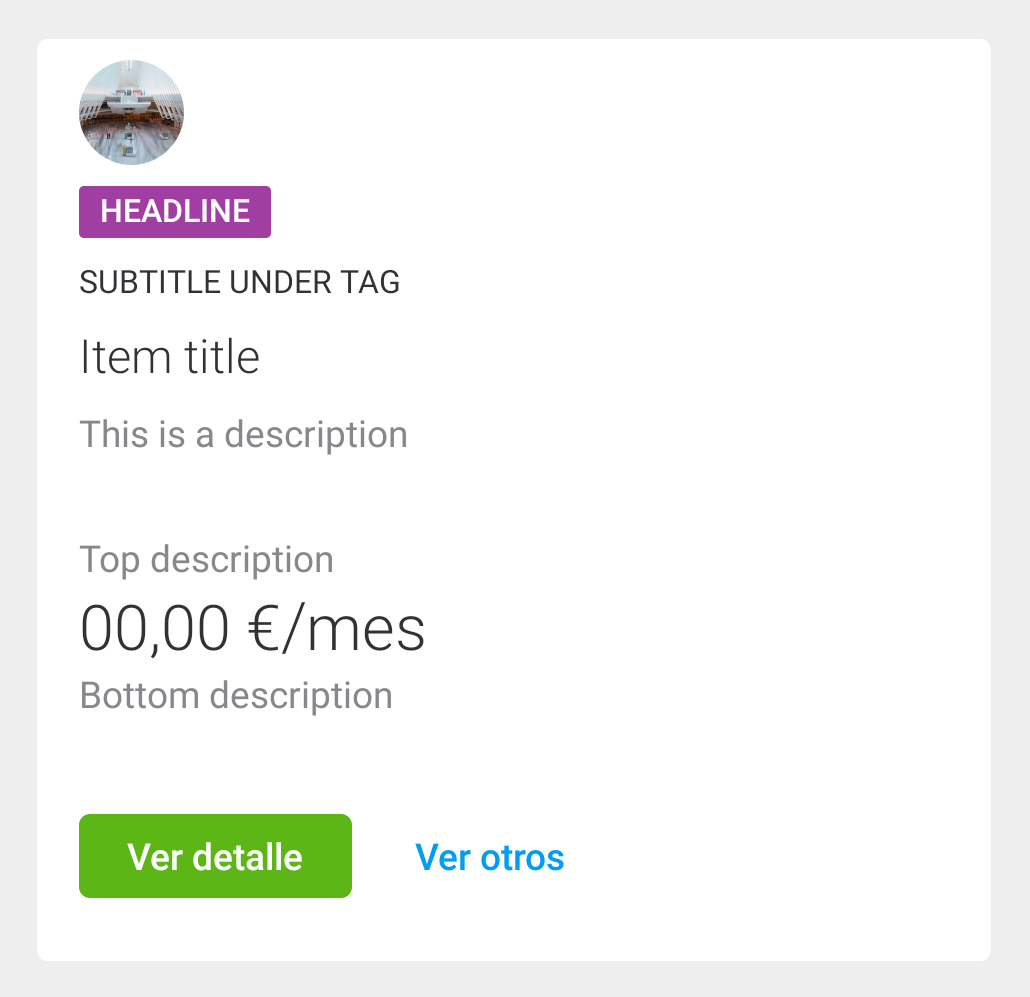 HEADLINE
SUBTITLE UNDER TAG
Item title
This is a description
Top description
00,00 €/mes
Bottom description
Ver detalle
Ver otros